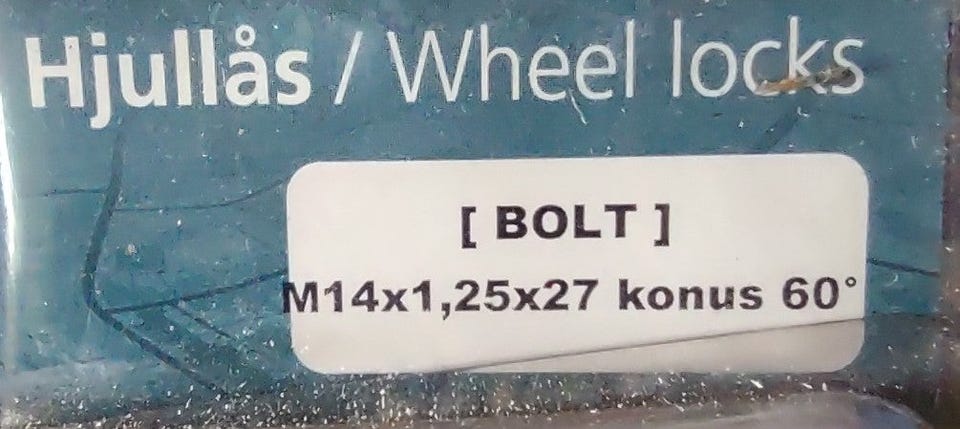 Hjullås / Wheel locks
[ BOLT ]
M14x1,25x27 konus 60°